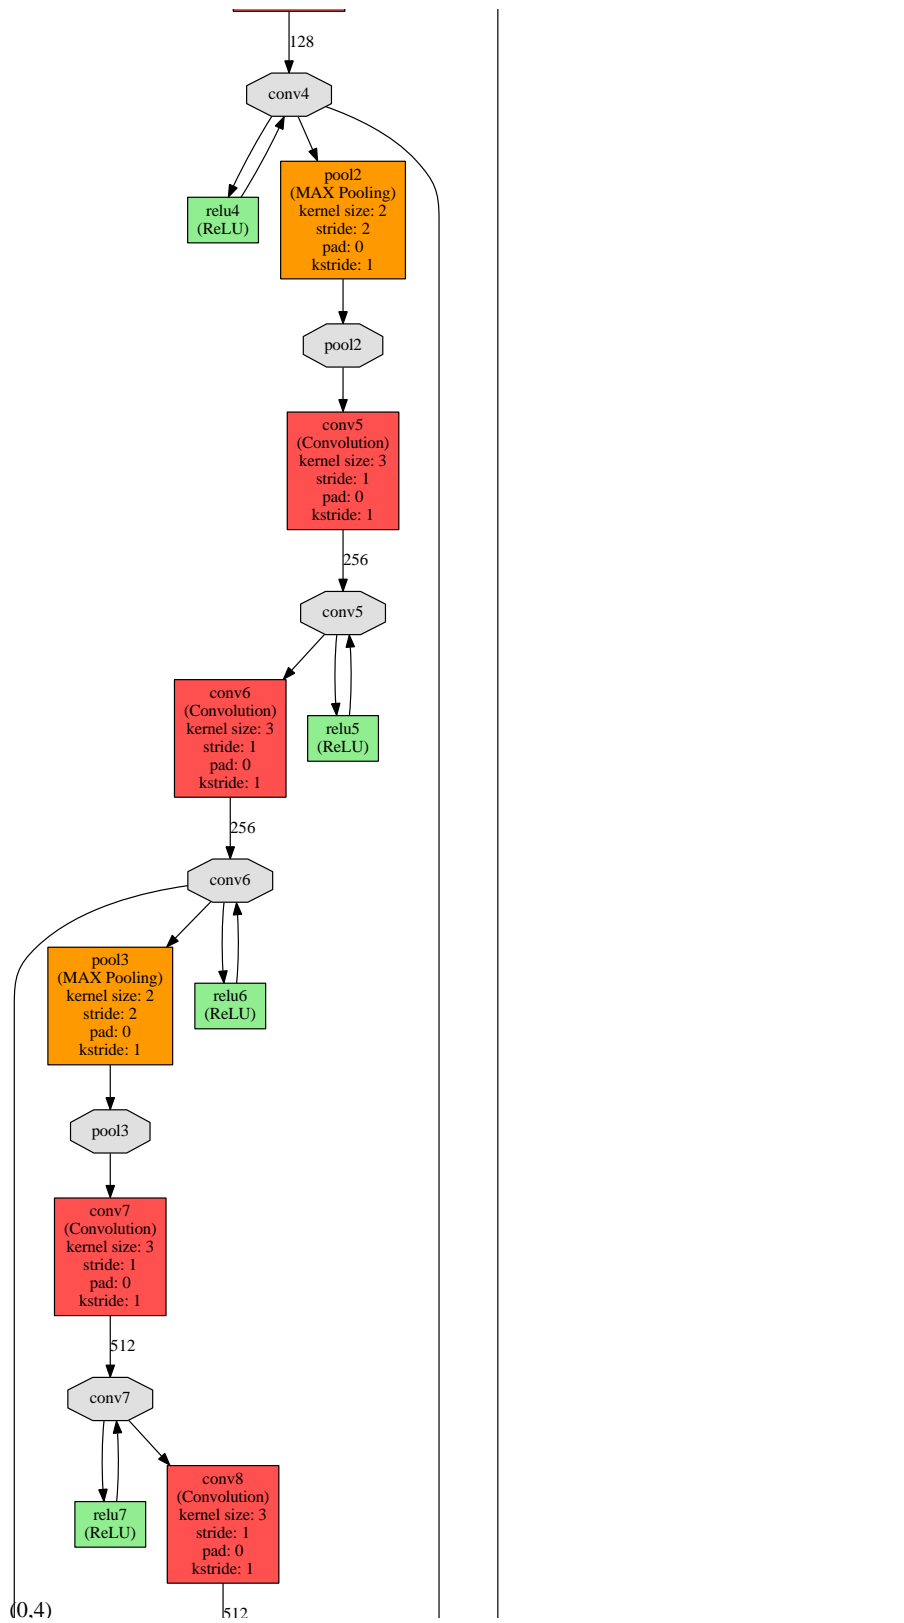 128
conv4
pool2
(MAX Pooling)
kernel size: 2
stride: 2
pad: 0
kstride: 1
relu4
(ReLU)
pool2
conv5
(Convolution)
kernel size: 3
stride: 1
pad: 0
kstride: 1
256
conv5
conv6
(Convolution)
kernel size: 3
stride: 1
pad: 0
kstride: 1
relu5
(ReLU)
256
conv6
pool3
(MAX Pooling)
kernel size: 2
stride: 2
pad: 0
kstride: 1
relu6
(ReLU)
pool3
conv7
(Convolution)
kernel size: 3
stride: 1
pad: 0
kstride: 1
512
conv7
conv8
(Convolution)
kernel size: 3
stride: 1
pad: 0
kstride: 1
relu7
(ReLU)
(0,4)
512